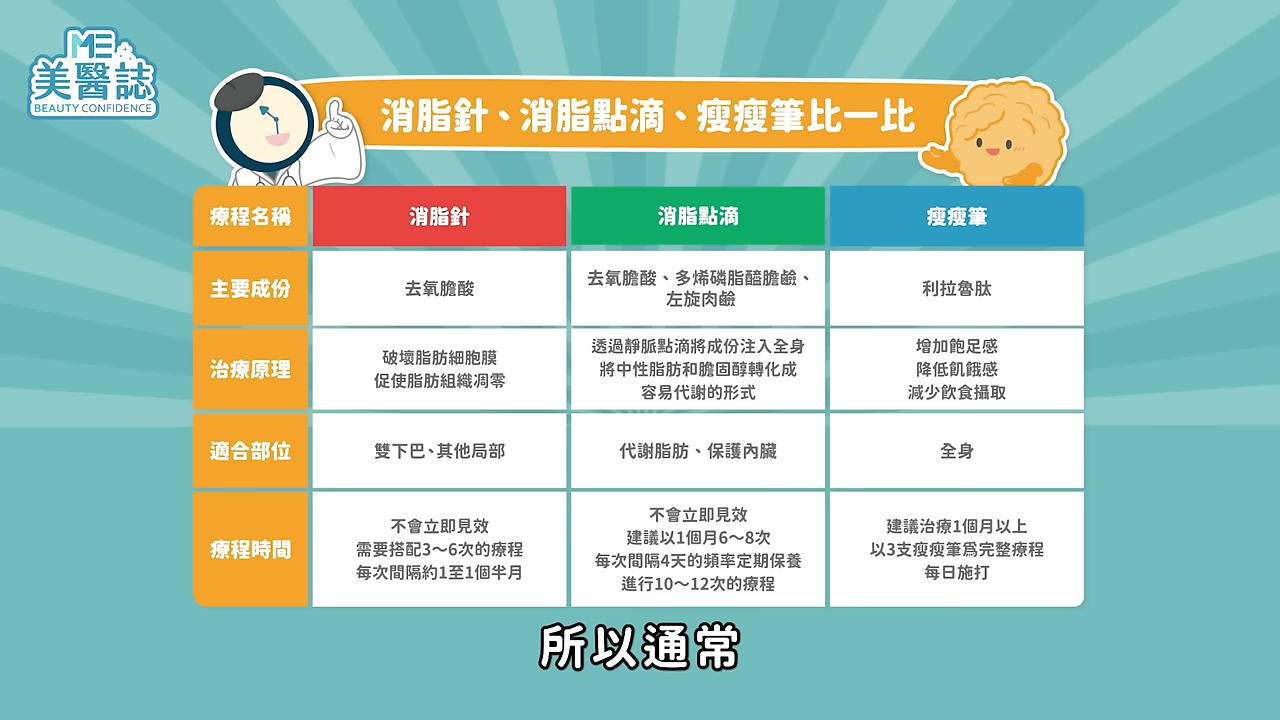 ME
美醫誌
BEAUTY CONFIDENCE
消脂針、消脂點滴、瘦瘦筆比一比
療程名稱
消脂針
消脂點滴
瘦瘦筆
主要成份
去氧膽酸
去氧膽酸、多烯磷脂醯膽鹼、
左旋肉鹼
利拉魯肽
治療原理
破壞脂肪細胞膜
促使脂肪組織凋零
透過靜脈點滴將成份注入全身
將中性脂肪和膽固醇轉化成
容易代謝的形式
增加飽足感
降低飢餓感
減少飲食攝取
適合部位
雙下巴、其他局部
代謝脂肪、保護內臟
全身
療程時間
不會立即見效
需要搭配3～6次的療程
每次間隔約1至1個半月
不會立即見效
建議以1個月6～8次
每次間隔4天的頻率定期保養
進行10～12次的療程
建議治療1個月以上
以3支瘦瘦筆爲完整療程
每日施打
所以通常